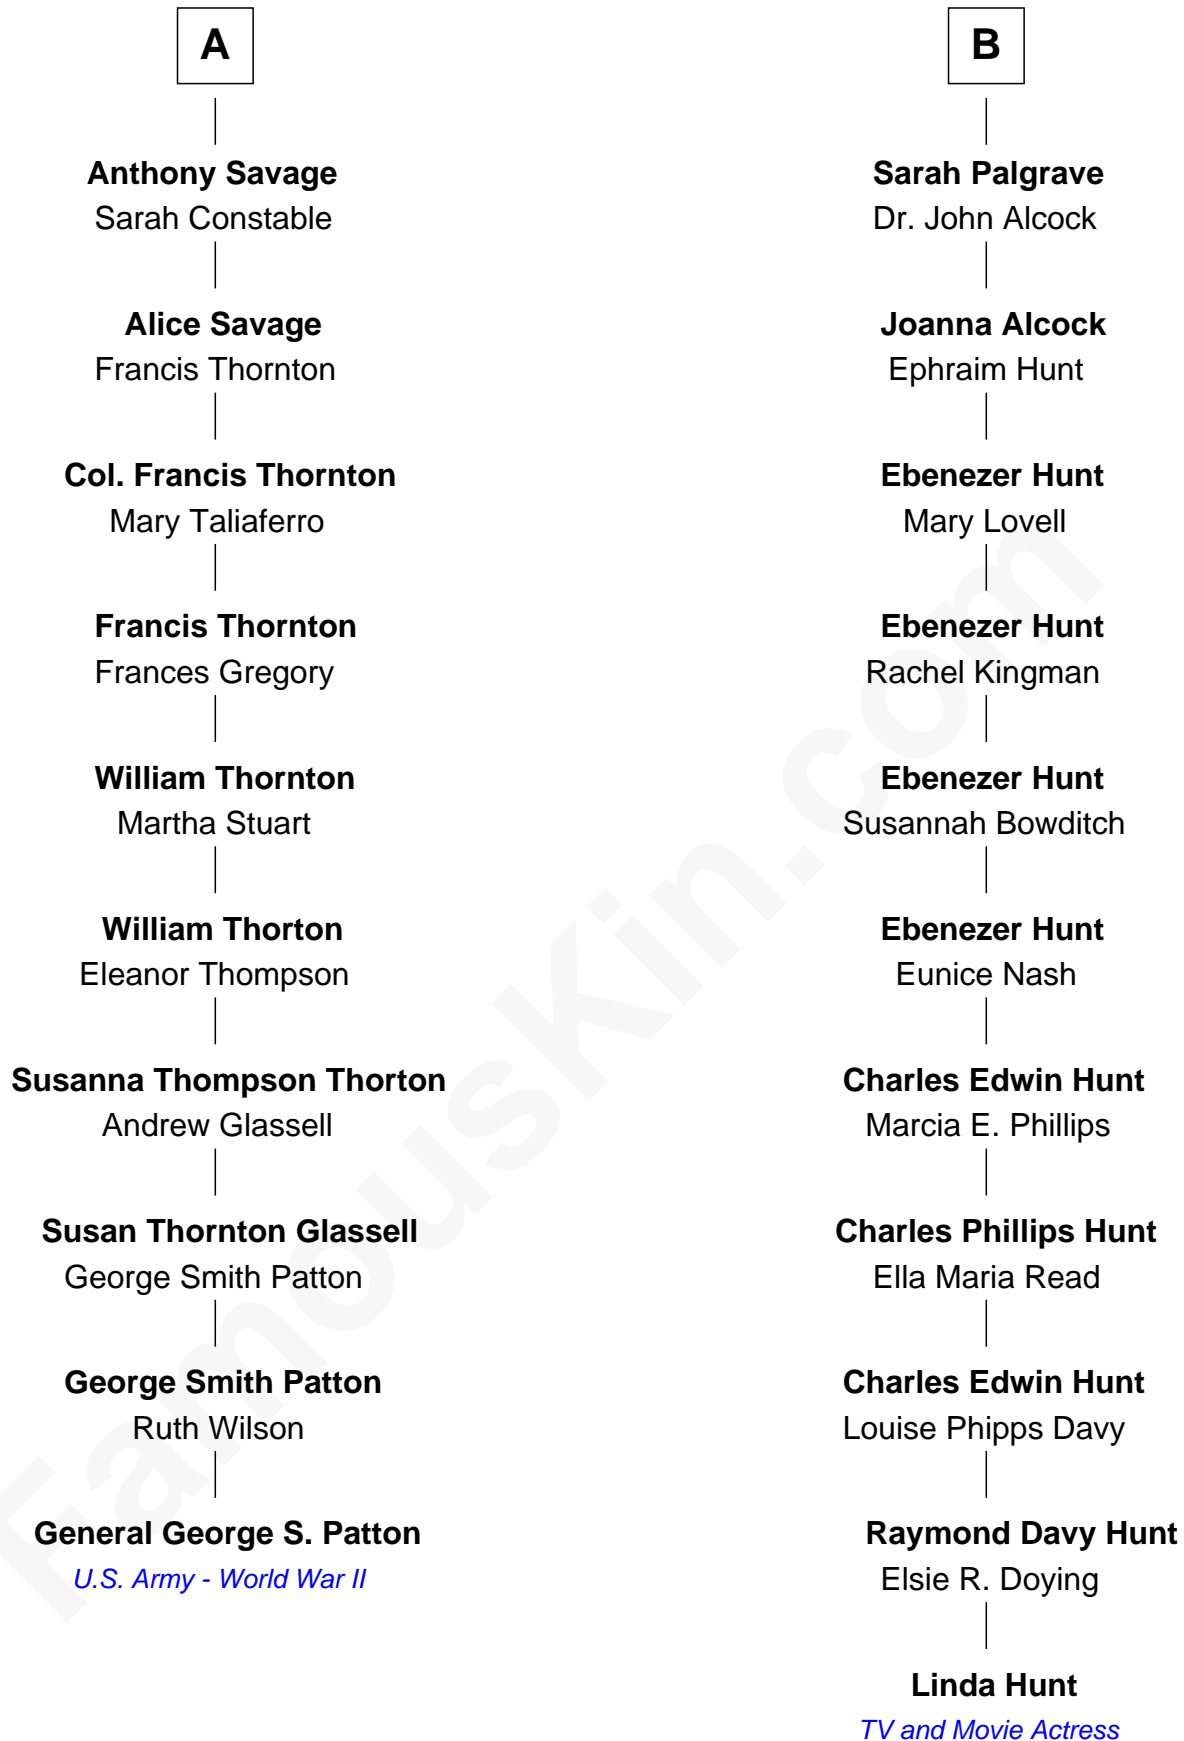 A
Anthony Savage
Sarah Constable
Alice Savage
Francis Thornton
Col. Francis Thornton
Mary Taliaferro
Francis Thornton
Frances Gregory
William Thornton
Martha Stuart
William Thorton
Eleanor Thompson
Susanna Thompson Thorton
Andrew Glassell
Susan Thornton Glassell
George Smith Patton
George Smith Patton
Ruth Wilson
General George S. Patton
U.S. Army - World War II
B
Sarah Palgrave
Dr. John Alcock
Joanna Alcock
Ephraim Hunt
Ebenezer Hunt
Mary Lovell
Ebenezer Hunt
Rachel Kingman
Ebenezer Hunt
Susannah Bowditch
Ebenezer Hunt
Eunice Nash
Charles Edwin Hunt
Marcia E. Phillips
Charles Phillips Hunt
Ella Maria Read
Charles Edwin Hunt
Louise Phipps Davy
Raymond Davy Hunt
Elsie R. Doying
Linda Hunt
TV and Movie Actress
FamousKin.com